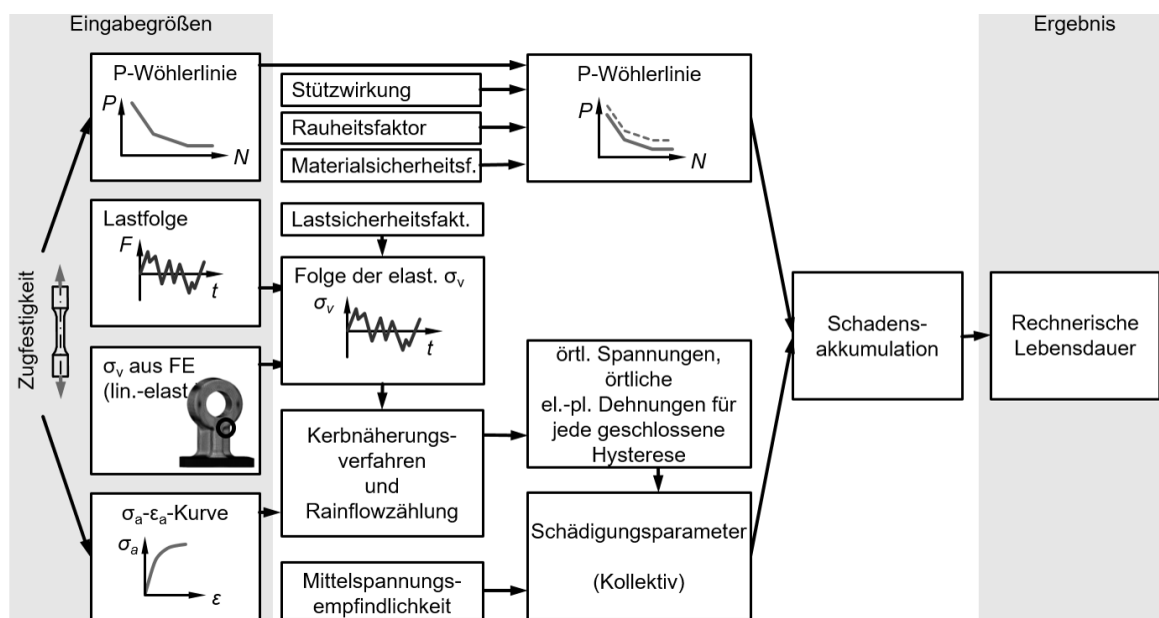 Eingabegrößen
Ergebnis
Zugfestigkeit
P-Wöhlerlinie
P
N
Lastfolge
F
t
σv aus FE
(lin.-elast
σa-εa-Kurve
σa
ε
Stützwirkung
Rauheitsfaktor
Materialsicherheitsf.
Lastsicherheitsfakt.
Folge der elast. σv
σv
t
Kerbnäherungs-
verfahren
und
Rainflowzählung
Mittelspannungs-
empfindlichkeit
P-Wöhlerlinie
P
N
örtl. Spannungen,
örtliche
el.-pl. Dehnungen für
jede geschlossene
Hysterese
Schädigungsparameter
(Kollektiv)
Schadens-
akkumulation
Rechnerische
Lebensdauer